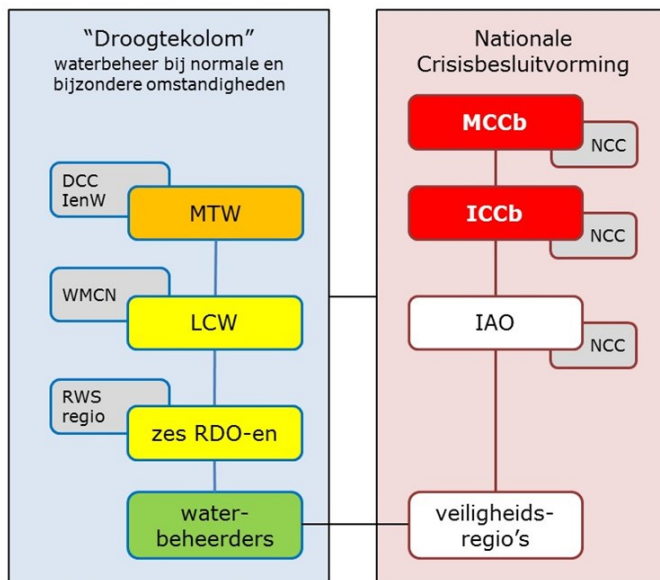 “Droogtekolom”
waterbeheer bij normale en
bijzondere omstandigheden
DCC
IenW
MTW
WMCN
LCW
RWS
regio
zes RDO-en
water-
beheerders
Nationale
Crisisbesluitvorming
MCCb
NCC
ICCb
NCC
IAO
NCC
veiligheids-
regio’s